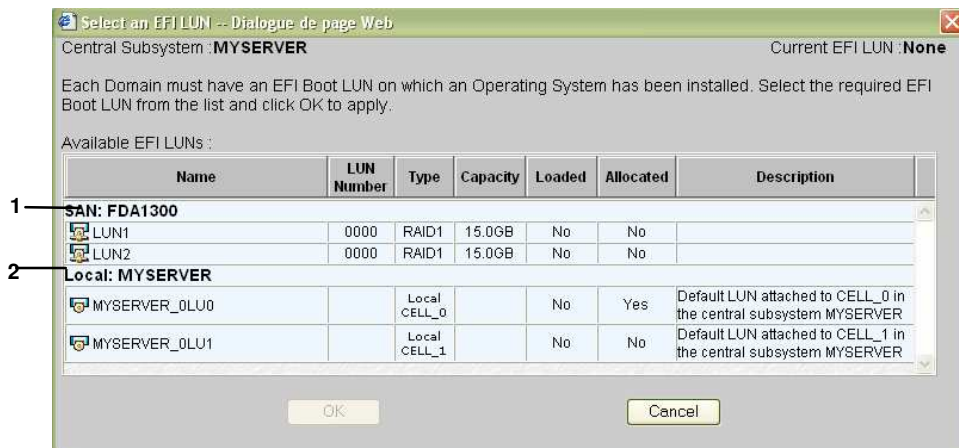 Select an EFI LUN -- Dialogue de page Web
Central Subsystem :MYSERVER Current EFI LUN :None
Each Domain must have an EFI Boot LUN on which an Operating System has been installed. Select the required EFI
Boot LUN from the list and click OK to apply.
Available EFI LUNs :
Name LUN Number Type Capacity Loaded Allocated Description
1 SAN: FDA1300
LUN1 0000 RAID1 15.0GB No No
LUN2 0000 RAID1 15.0GB No No
2 Local: MYSERVER
MYSERVER_0LU0 Local CELL_0 No Yes Default LUN attached to CELL_0 in the central subsystem MYSERVER
MYSERVER_0LU1 Local CELL_1 No No Default LUN attached to CELL_1 in the central subsystem MYSERVER
OK Cancel